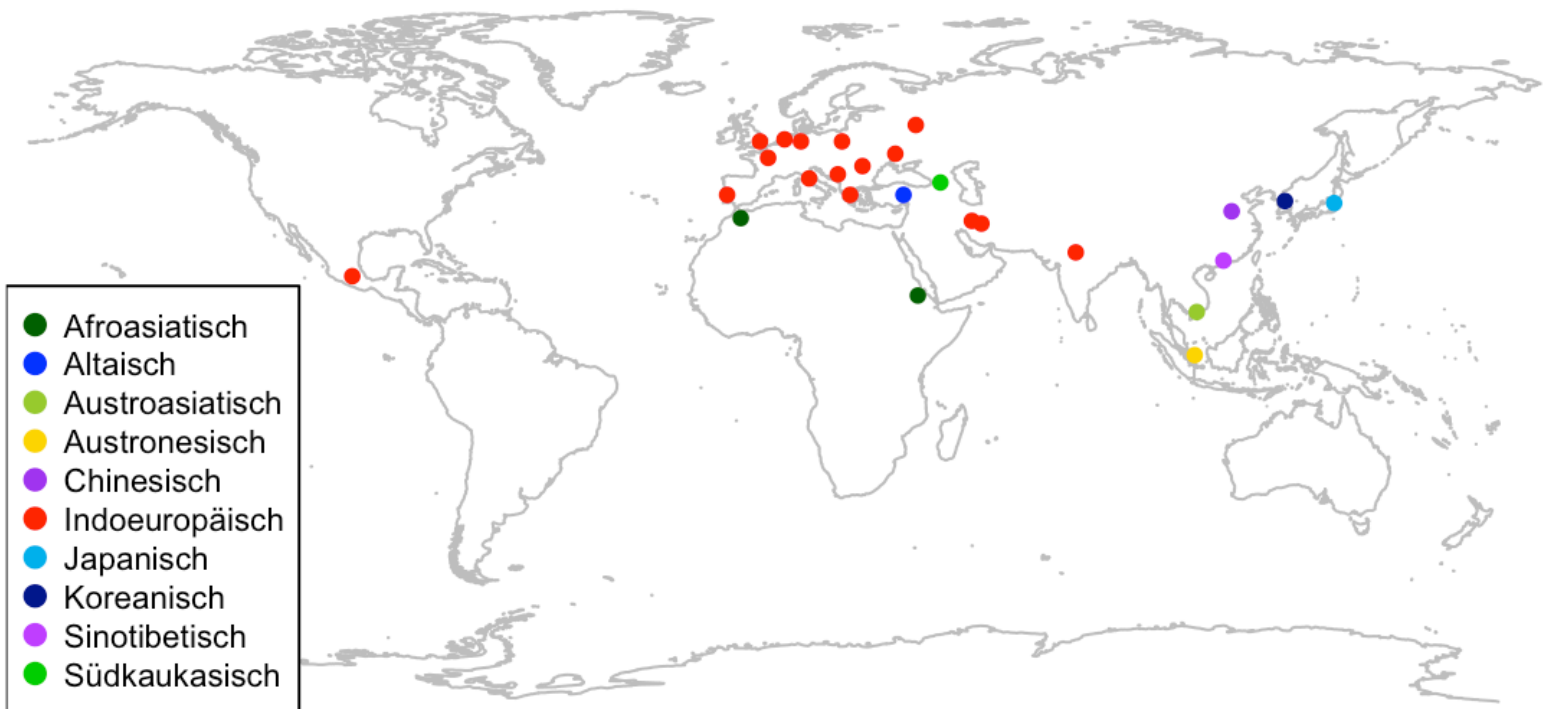 Afroasiatisch
Altaisch
Austroasiatisch
Austronesisch
Chinesisch
Indoeuropäisch
Japanisch
Koreanisch
Sinotibetisch
Südkaukasisch